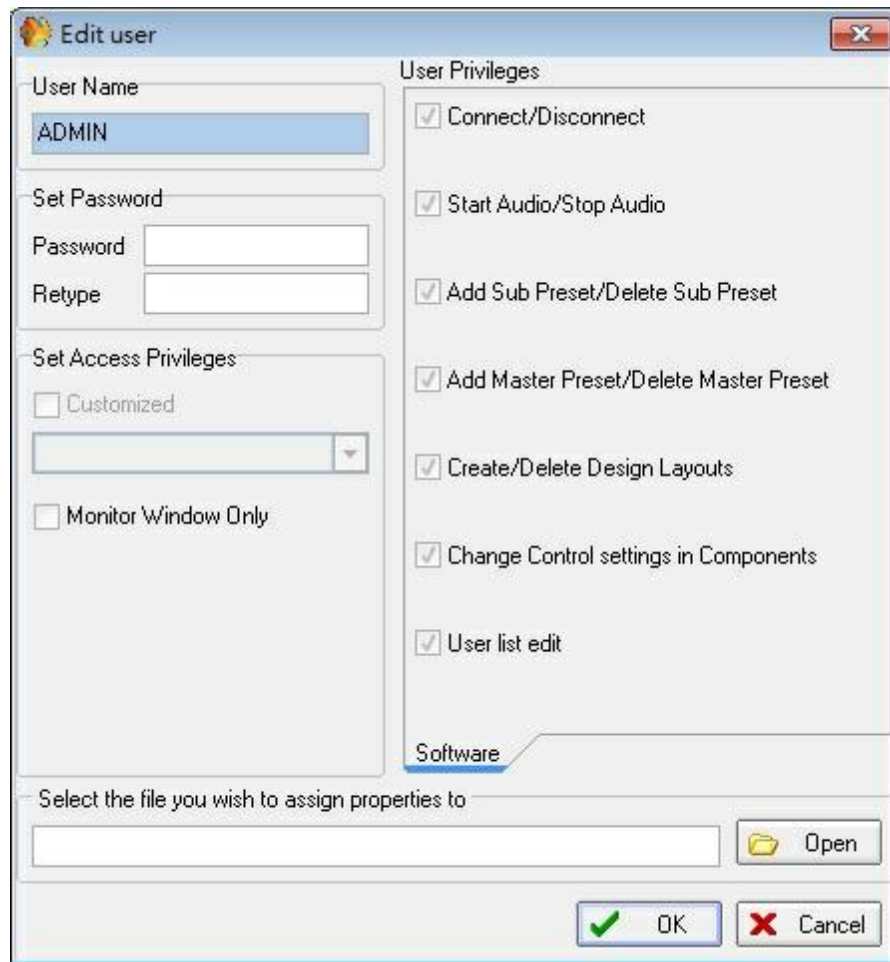 Edit user
User Name
ADMIN
Set Password
Password
Retype
Set Access Privileges
Customized
Monitor Window Only
User Privileges
Connect/Disconnect
Start Audio/Stop Audio
Add Sub Preset/Delete Sub Preset
Add Master Preset/Delete Master Preset
Create/Delete Design Layouts
Change Control settings in Components
User list edit
Software
Select the file you wish to assign properties to
Open
OK
Cancel